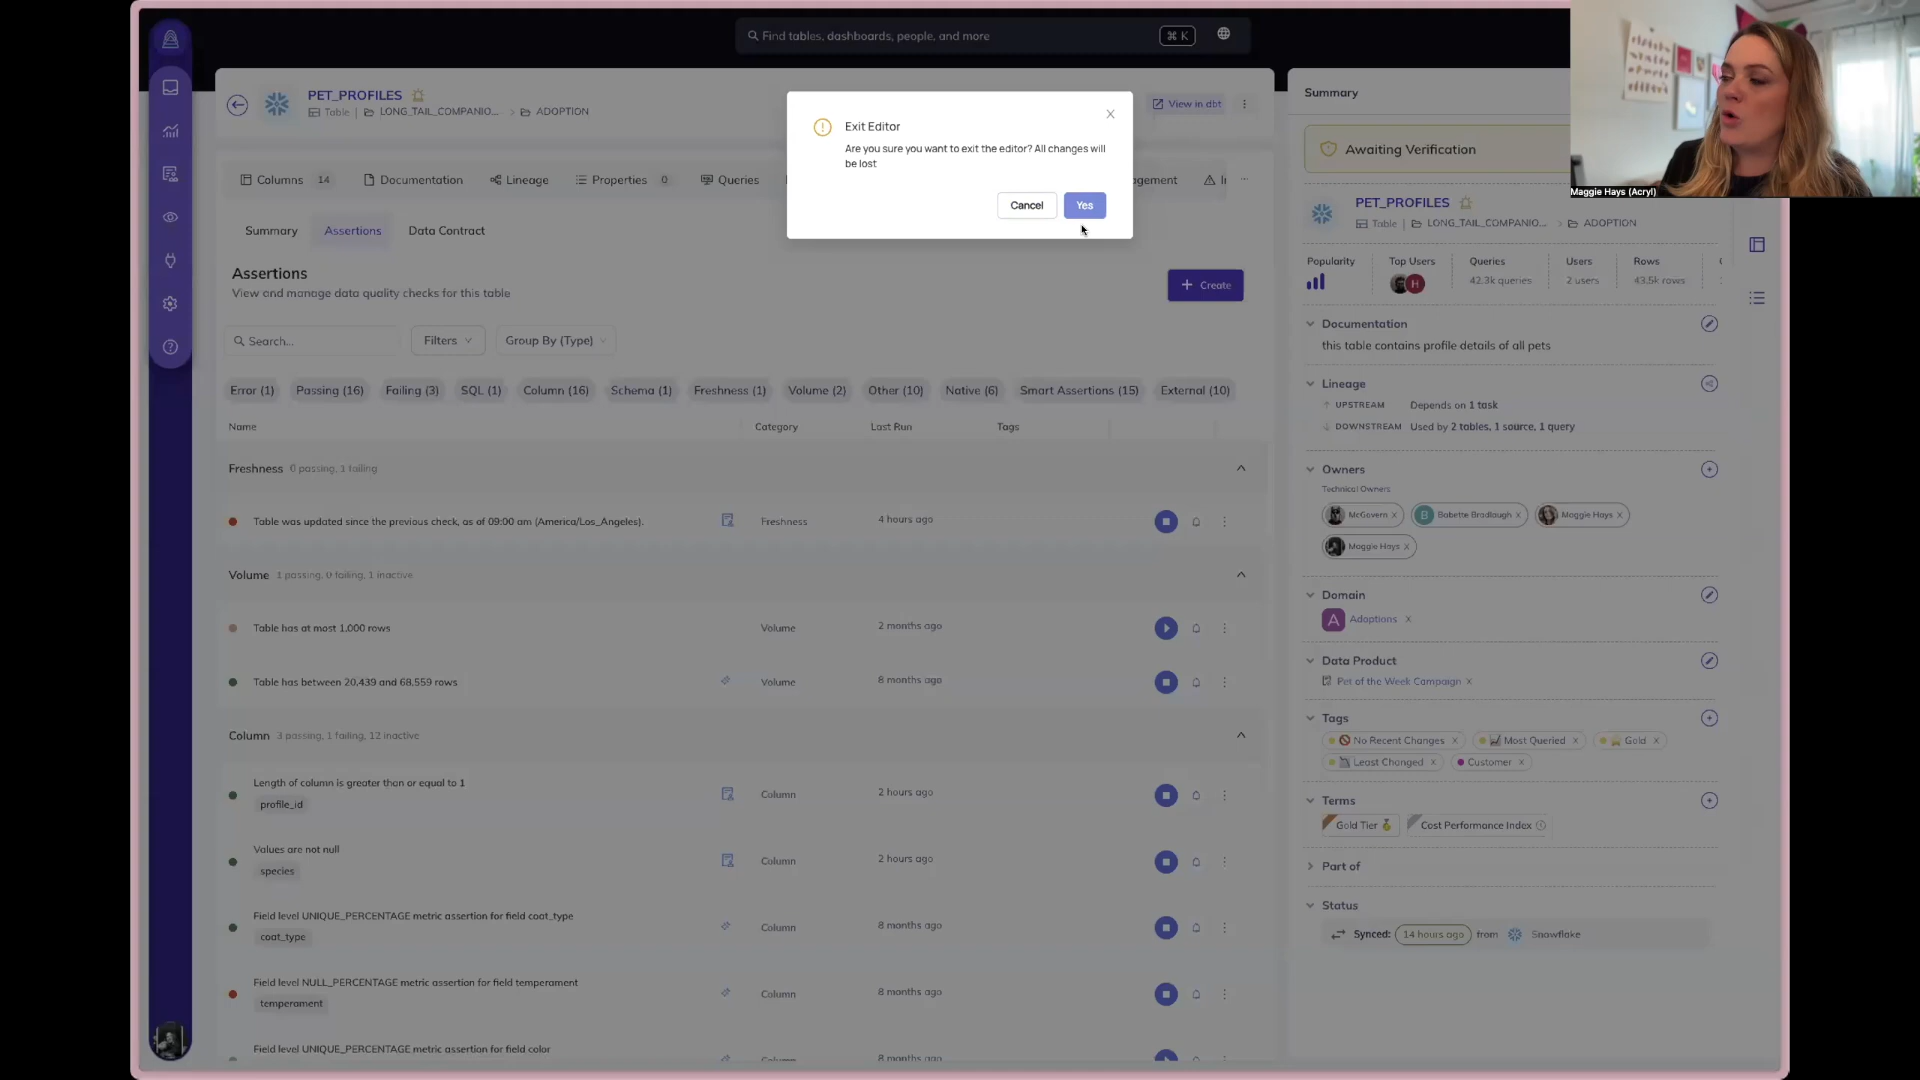 Find tables, dashboards, people, and more
⌘ K
PET_PROFILES
Table
LONG_TAIL_COMPANIO...
ADOPTION
View in dbt
Exit Editor
Are you sure you want to exit the editor? All changes will
be lost
Cancel
Yes
Columns 14
Documentation
Lineage
Properties 0
Queries
Summary
Assertions
Data Contract
Assertions
View and manage data quality checks for this table
+ Create
Search...
Filters
Group By (Type)
Error (1)
Passing (16)
Failing (3)
SQL (1)
Column (16)
Schema (1)
Freshness (1)
Volume (2)
Other (10)
Native (6)
Smart Assertions (15)
External (10)
Name
Category
Last Run
Tags
Freshness 0 passing, 1 failing
Table was updated since the previous check, as of 09:00 am (America/Los_Angeles).
Freshness
4 hours ago
Volume 1 passing, 0 failing, 1 inactive
Table has at most 1,000 rows
Volume
2 months ago
Table has between 20,439 and 68,559 rows
Volume
8 months ago
Column 3 passing, 1 failing, 12 inactive
Length of column is greater than or equal to 1
profile_id
Column
2 hours ago
Values are not null
species
Column
2 hours ago
Field level UNIQUE_PERCENTAGE metric assertion for field coat_type
coat_type
Column
8 months ago
Field level NULL_PERCENTAGE metric assertion for field temperament
temperament
Column
8 months ago
Field level UNIQUE_PERCENTAGE metric assertion for field color
Column
8 months ago
Summary
Awaiting Verification
PET_PROFILES
Table
LONG_TAIL_COMPANIO...
ADOPTION
Popularity
Top Users
H
Queries
42.3k queries
Users
2 users
Rows
43.5k rows
Documentation
this table contains profile details of all pets
Lineage
UPSTREAM Depends on 1 task
DOWNSTREAM Used by 2 tables, 1 source, 1 query
Owners
Technical Owners
McGovern
B
Babette Bradlaugh
Maggie Hays
Maggie Hays
Domain
A
Adoptions
Data Product
Pet of the Week Campaign
Tags
No Recent Changes
Most Queried
Gold
Least Changed
Customer
Terms
Gold Tier
Cost Performance Index
Part of
Status
Synced: 14 hours ago from Snowflake
Maggie Hays (Acryl)